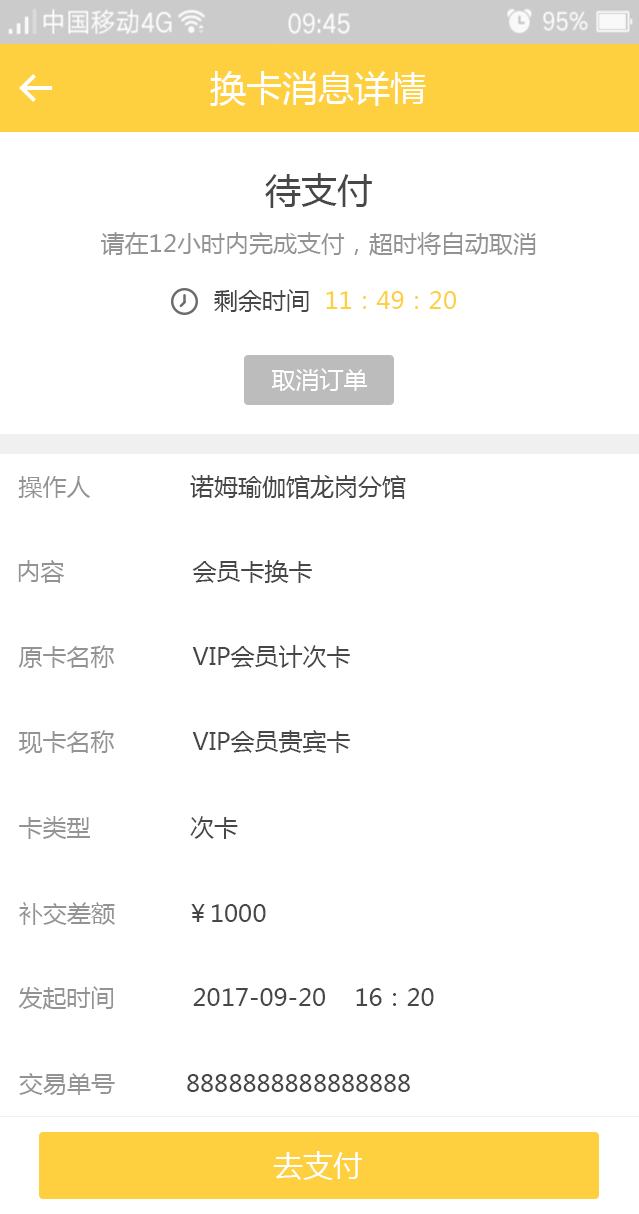 中国移动4G 09:45 95%
换卡消息详情
待支付
请在12小时内完成支付，超时将自动取消
剩余时间 11：49：20
取消订单
操作人 诺姆瑜伽馆龙岗分馆
内容 会员卡换卡
原卡名称 VIP会员计次卡
现卡名称 VIP会员贵宾卡
卡类型 次卡
补交差额 ¥1000
发起时间 2017-09-20 16：20
交易单号 8888888888888888
去支付